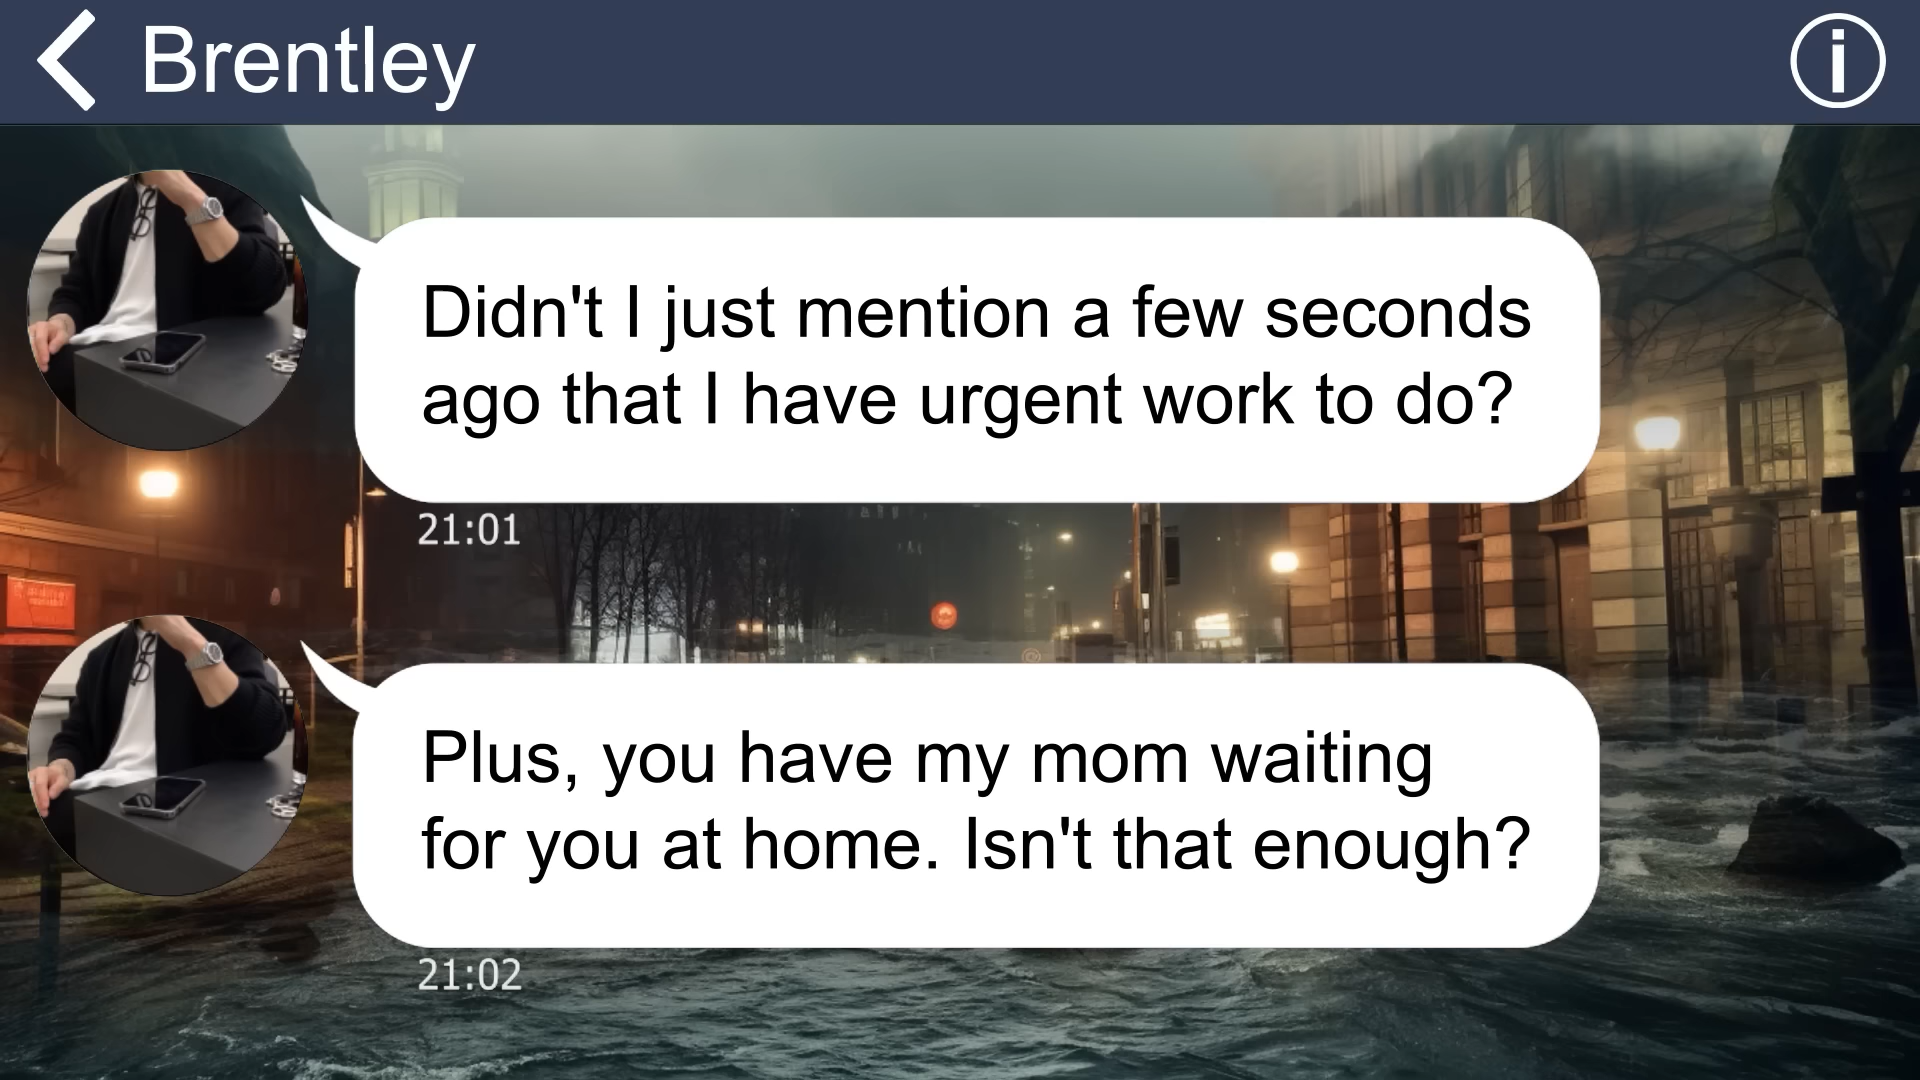 Brentley
Didn't I just mention a few seconds
ago that I have urgent work to do?
21:01
Plus, you have my mom waiting
for you at home. Isn't that enough?
21:02